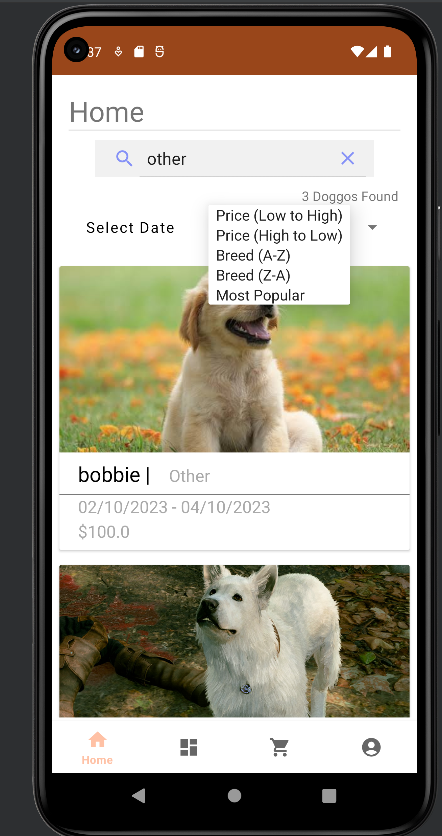 37
Home
other
3 Doggos Found
Select Date
Price (Low to High)
Price (High to Low)
Breed (A-Z)
Breed (Z-A)
Most Popular
bobbie | Other
02/10/2023 - 04/10/2023
$100.0
Home